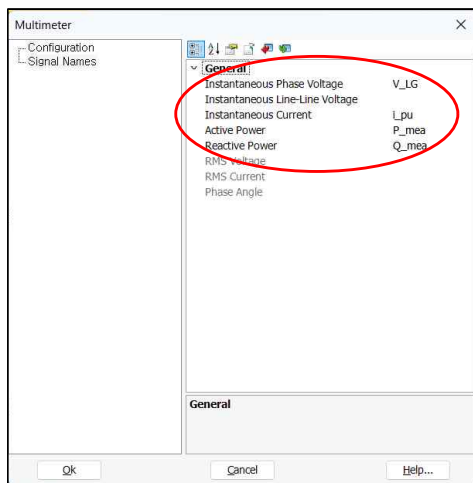 Multimeter
Configuration
Signal Names
General
Instantaneous Phase Voltage V_LG
Instantaneous Line-Line Voltage
Instantaneous Current i_pu
Active Power P_mea
Reactive Power Q_mea
RMS Voltage
RMS Current
Phase Angle
General
Ok Cancel Help...